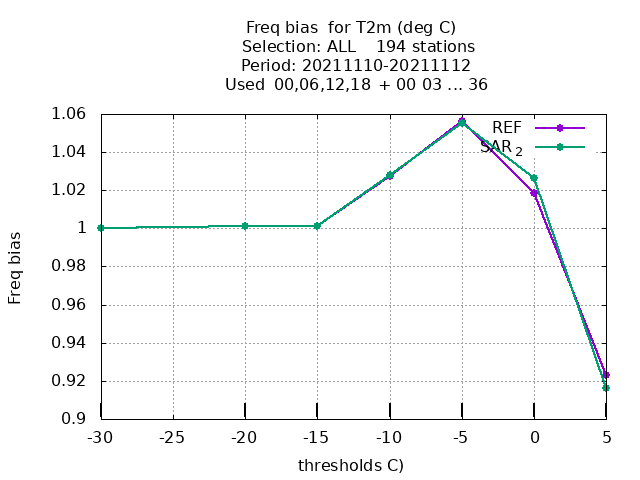 Freq bias  for T2m (deg C)
Selection: ALL    194 stations
Period: 20211110-20211112
Used  00,06,12,18  + 00 03 ... 36
1.06
1.04
1.02
1
0.98
0.96
0.94
0.92
0.9
Freq bias
REF
SAR 2
-30 -25 -20 -15 -10 -5 0 5
thresholds C)